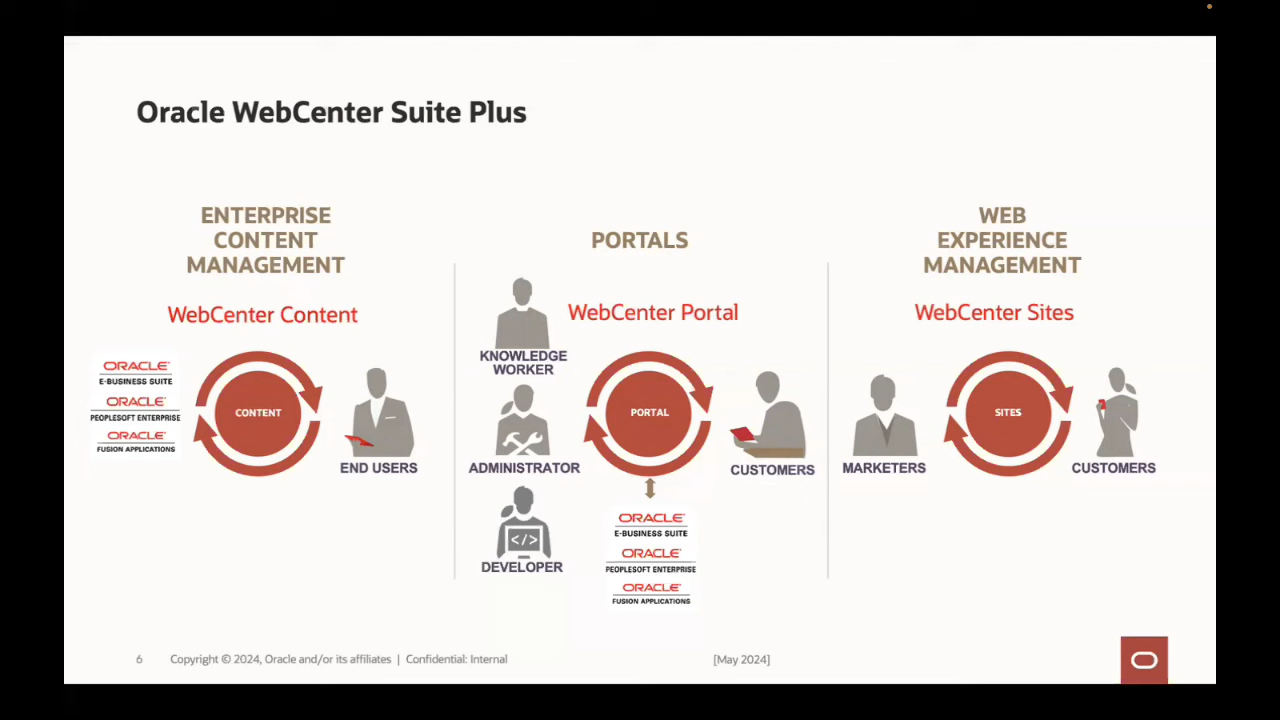 Oracle WebCenter Suite Plus
ENTERPRISE
CONTENT
MANAGEMENT
WebCenter Content
ORACLE
E-BUSINESS SUITE
ORACLE
PEOPLESOFT ENTERPRISE
ORACLE
FUSION APPLICATIONS
CONTENT
END USERS
PORTALS
WebCenter Portal
KNOWLEDGE
WORKER
ADMINISTRATOR
</>
DEVELOPER
PORTAL
CUSTOMERS
ORACLE
E-BUSINESS SUITE
ORACLE
PEOPLESOFT ENTERPRISE
ORACLE
FUSION APPLICATIONS
WEB
EXPERIENCE
MANAGEMENT
WebCenter Sites
MARKETERS
SITES
CUSTOMERS
6 Copyright © 2024, Oracle and/or its affiliates | Confidential: Internal [May 2024]